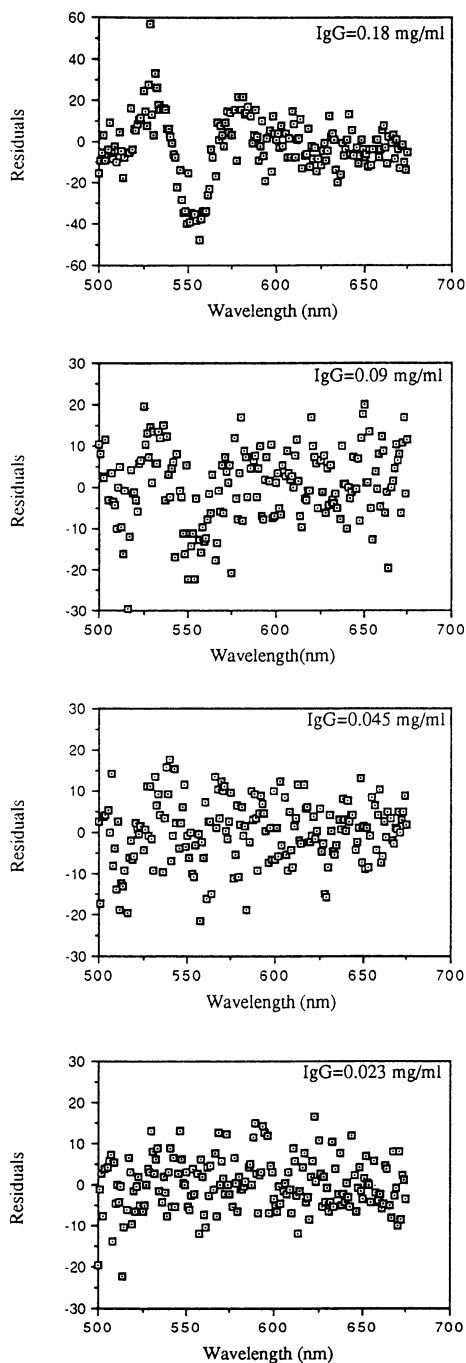 60
IgG=0.18 mg/ml
40
20
0
-20
-40
-60
Residuals
500 550 600 650 700
Wavelength (nm)
30
IgG=0.09 mg/ml
20
10
0
-10
-20
-30
Residuals
500 550 600 650 700
Wavelength(nm)
30
IgG=0.045 mg/ml
20
10
0
-10
-20
-30
Residuals
500 550 600 650 700
Wavelength (nm)
30
IgG=0.023 mg/ml
20
10
0
-10
-20
-30
Residuals
500 550 600 650 700
Wavelength (nm)